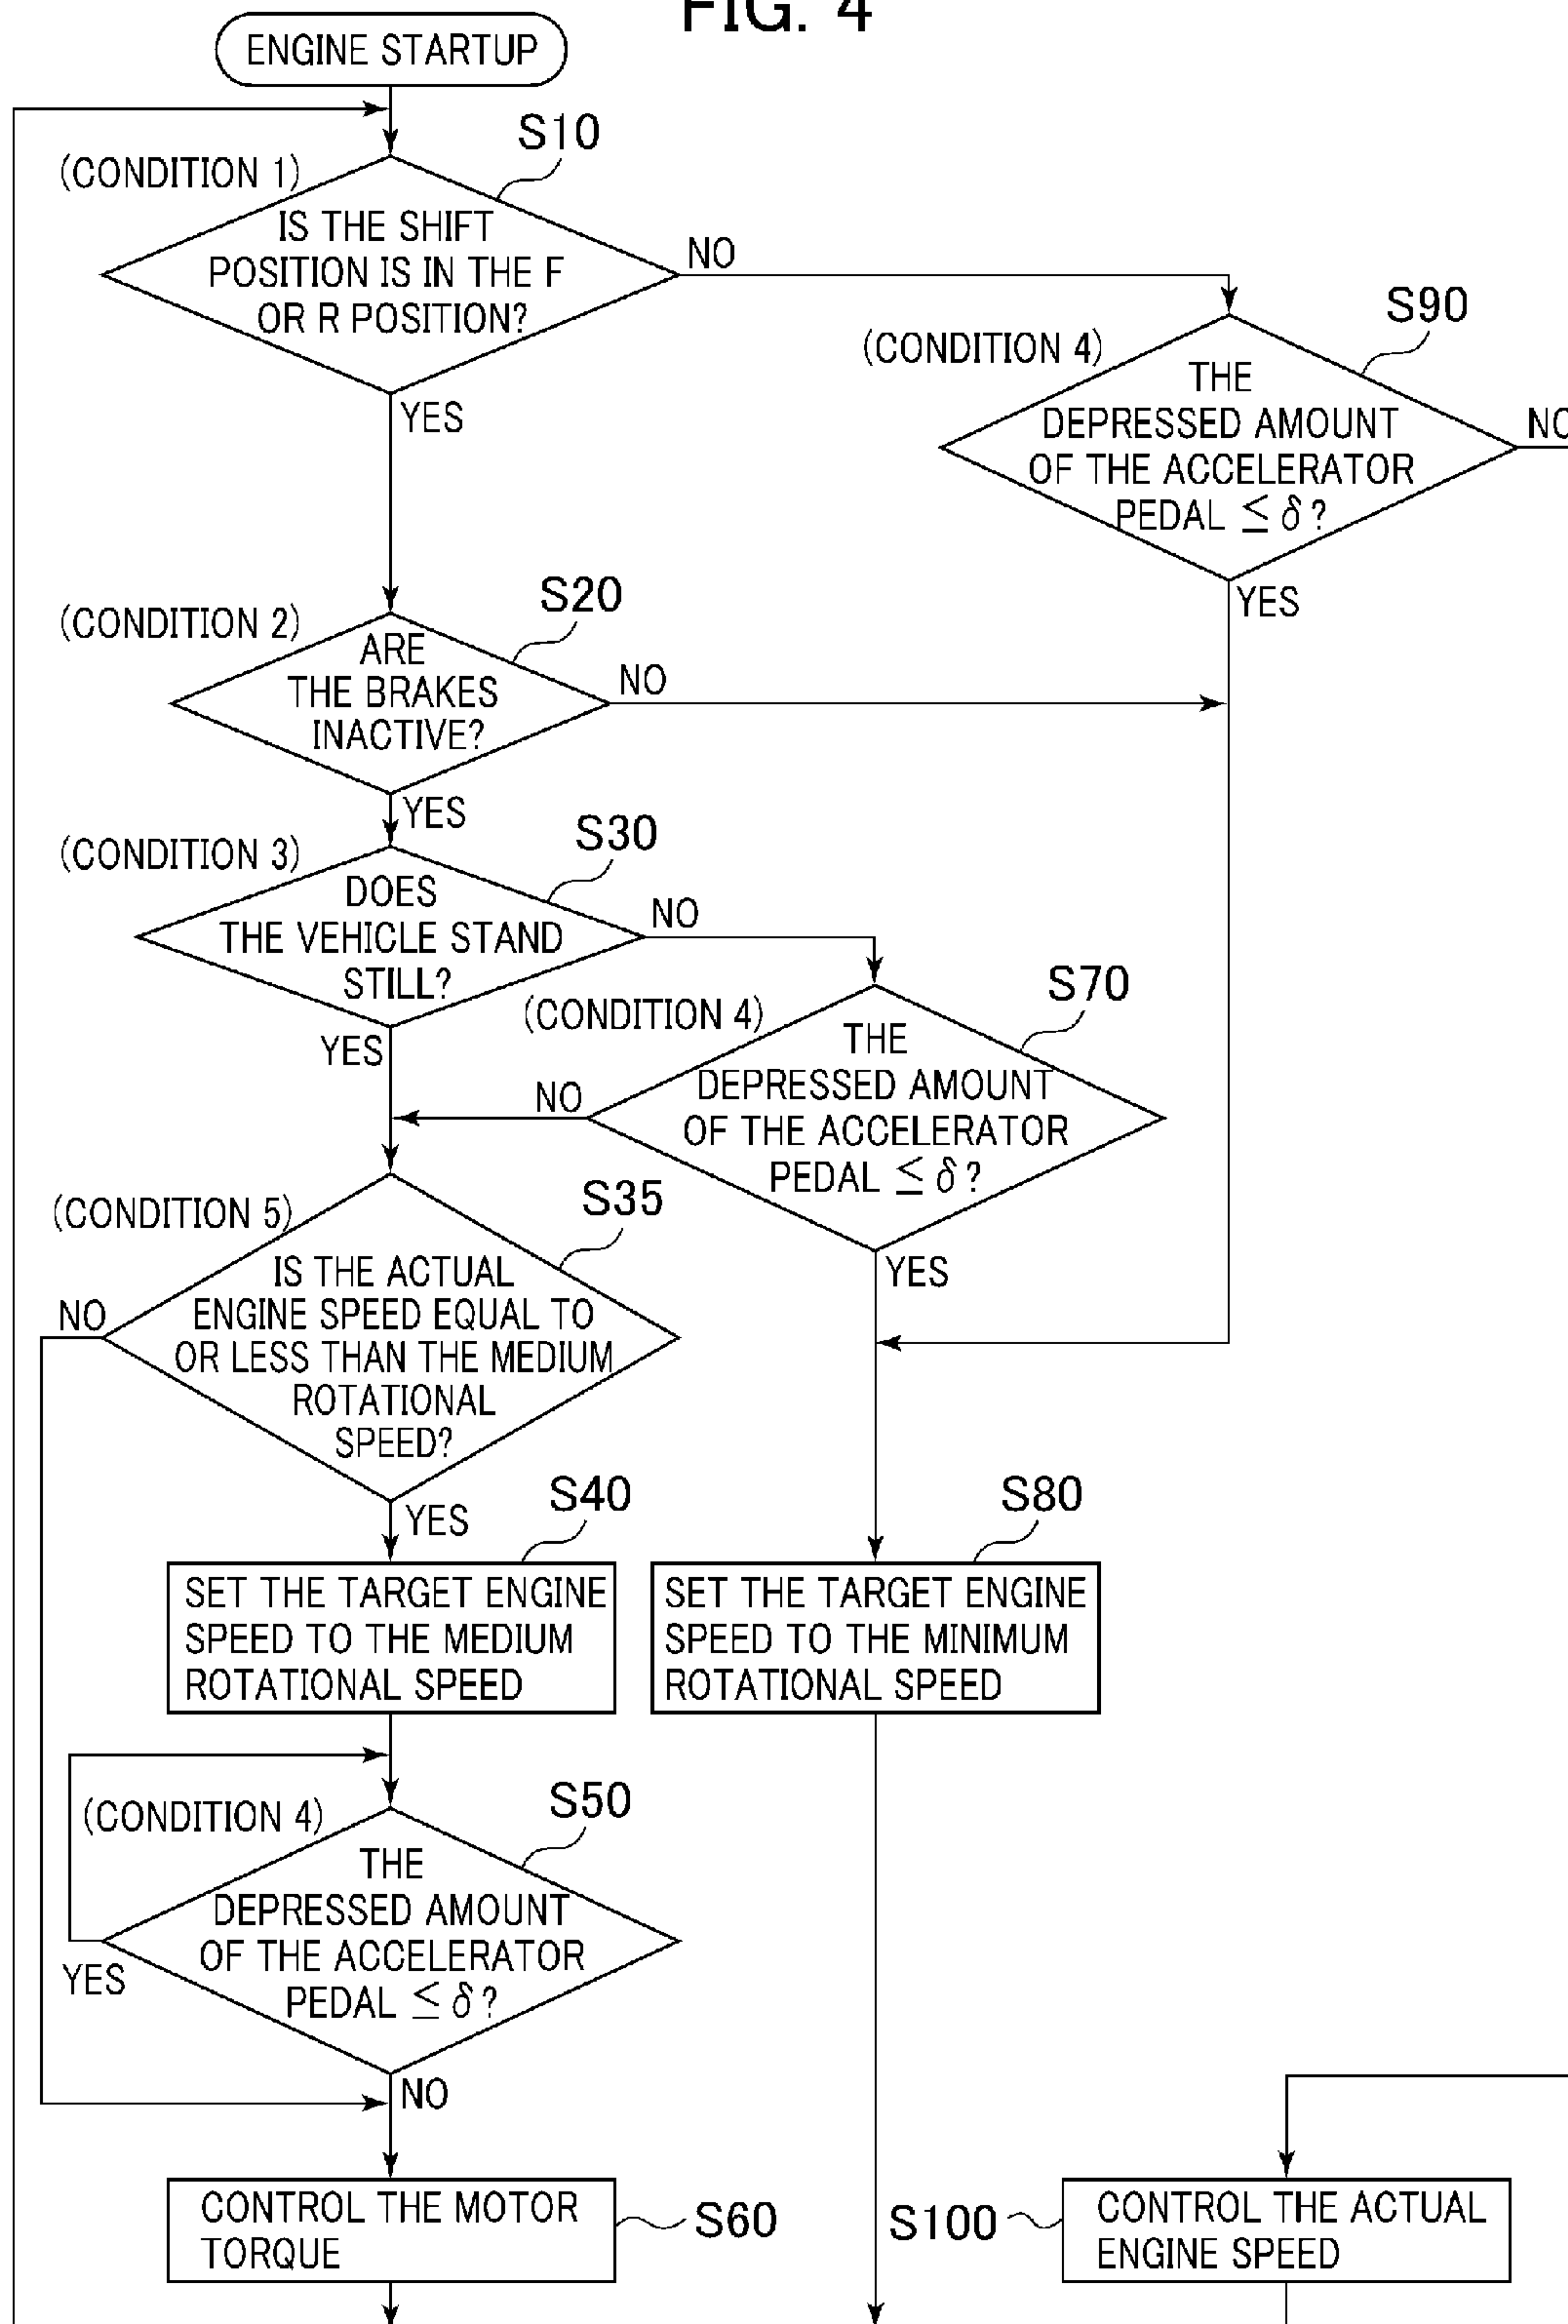 FIG. 4
ENGINE STARTUP
S10
(CONDITION 1)
IS THE SHIFT
POSITION IS IN THE F
OR R POSITION?
NO
YES
S90
(CONDITION 4)
THE
DEPRESSED AMOUNT
OF THE ACCELERATOR
PEDAL ≦ δ?
NO
YES
S20
(CONDITION 2)
ARE
THE BRAKES
INACTIVE?
NO
YES
S30
(CONDITION 3)
DOES
THE VEHICLE STAND
STILL?
NO
YES
S70
(CONDITION 4)
THE
DEPRESSED AMOUNT
OF THE ACCELERATOR
PEDAL ≦ δ?
NO
YES
S35
(CONDITION 5)
IS THE ACTUAL
ENGINE SPEED EQUAL TO
OR LESS THAN THE MEDIUM
ROTATIONAL
SPEED?
NO
YES
S40
SET THE TARGET ENGINE
SPEED TO THE MEDIUM
ROTATIONAL SPEED
S80
SET THE TARGET ENGINE
SPEED TO THE MINIMUM
ROTATIONAL SPEED
S50
(CONDITION 4)
THE
DEPRESSED AMOUNT
OF THE ACCELERATOR
PEDAL ≦ δ?
YES
NO
CONTROL THE MOTOR
TORQUE
S60
S100
CONTROL THE ACTUAL
ENGINE SPEED